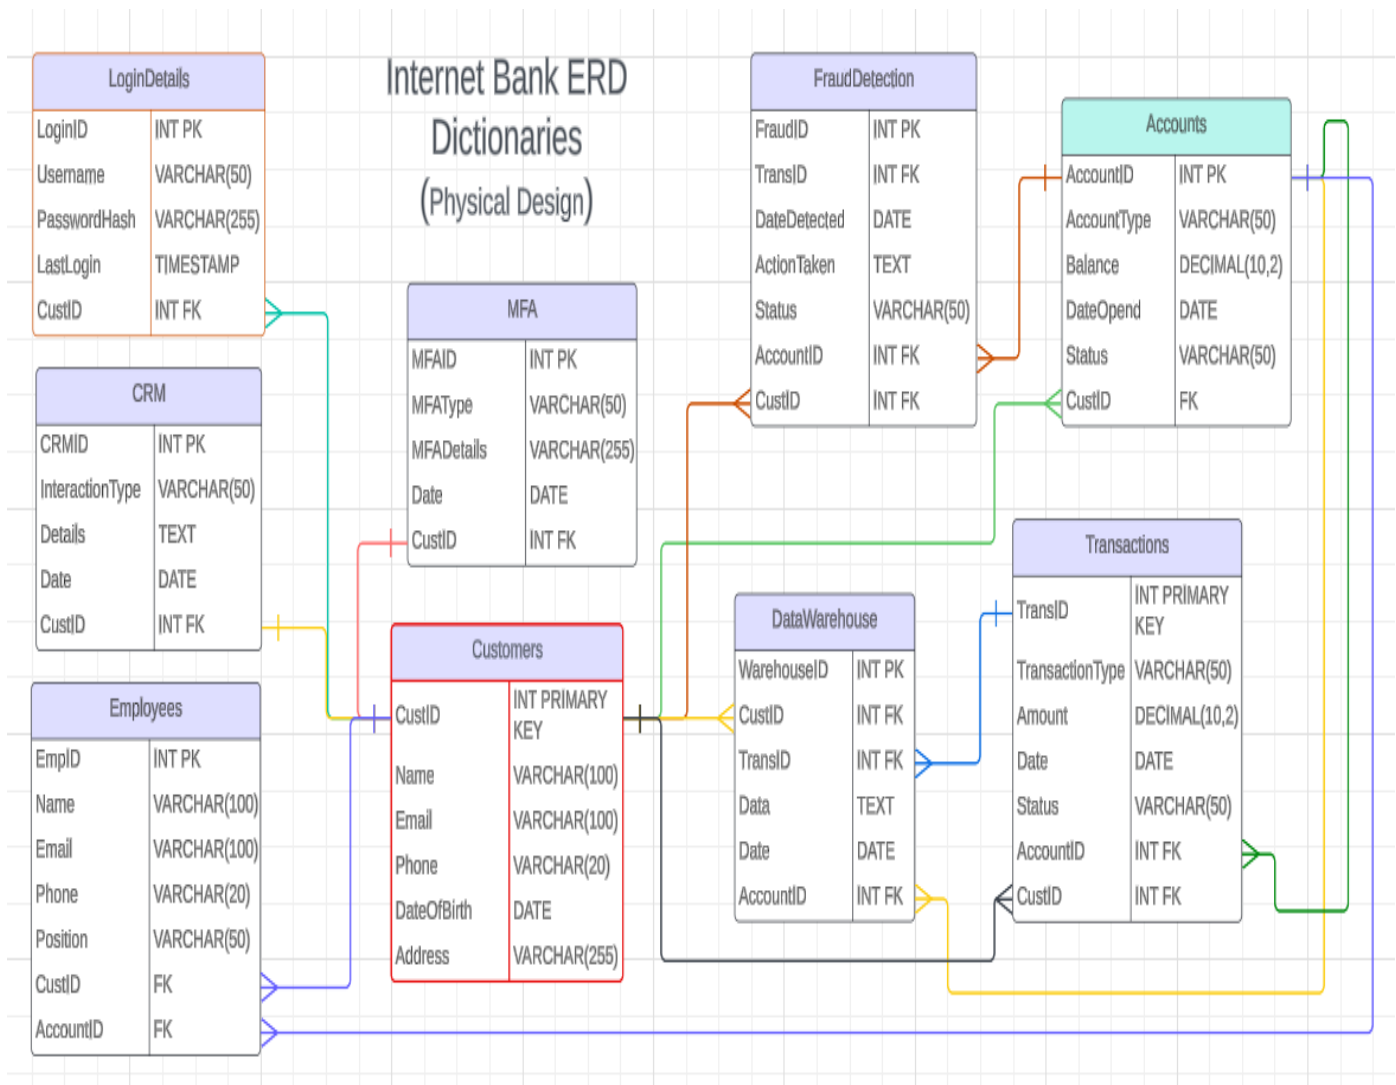 Internet Bank ERD
Dictionaries
(Physical Design)
LoginDetails
LoginID INT PK
Username VARCHAR(50)
PasswordHash VARCHAR(255)
LastLogin TIMESTAMP
CustID INT FK
CRM
CRMID INT PK
InteractionType VARCHAR(50)
Details TEXT
Date DATE
CustID INT FK
Employees
EmpID INT PK
Name VARCHAR(100)
Email VARCHAR(100)
Phone VARCHAR(20)
Position VARCHAR(50)
CustID FK
AccountID FK
MFA
MFAID INT PK
MFAType VARCHAR(50)
MFADetails VARCHAR(255)
Date DATE
CustID INT FK
Customers
CustID INT PRIMARY
KEY
Name VARCHAR(100)
Email VARCHAR(100)
Phone VARCHAR(20)
DateOfBirth DATE
Address VARCHAR(255)
FraudDetection
FraudID INT PK
TransID INT FK
DateDetected DATE
ActionTaken TEXT
Status VARCHAR(50)
AccountID INT FK
CustID INT FK
DataWarehouse
WarehouseID INT PK
CustID INT FK
TransID INT FK
Data TEXT
Date DATE
AccountID INT FK
Accounts
AccountID INT PK
AccountType VARCHAR(50)
Balance DECIMAL(10,2)
DateOpend DATE
Status VARCHAR(50)
CustID FK
Transactions
TransID INT PRIMARY
KEY
TransactionType VARCHAR(50)
Amount DECIMAL(10,2)
Date DATE
Status VARCHAR(50)
AccountID INT FK
CustID INT FK